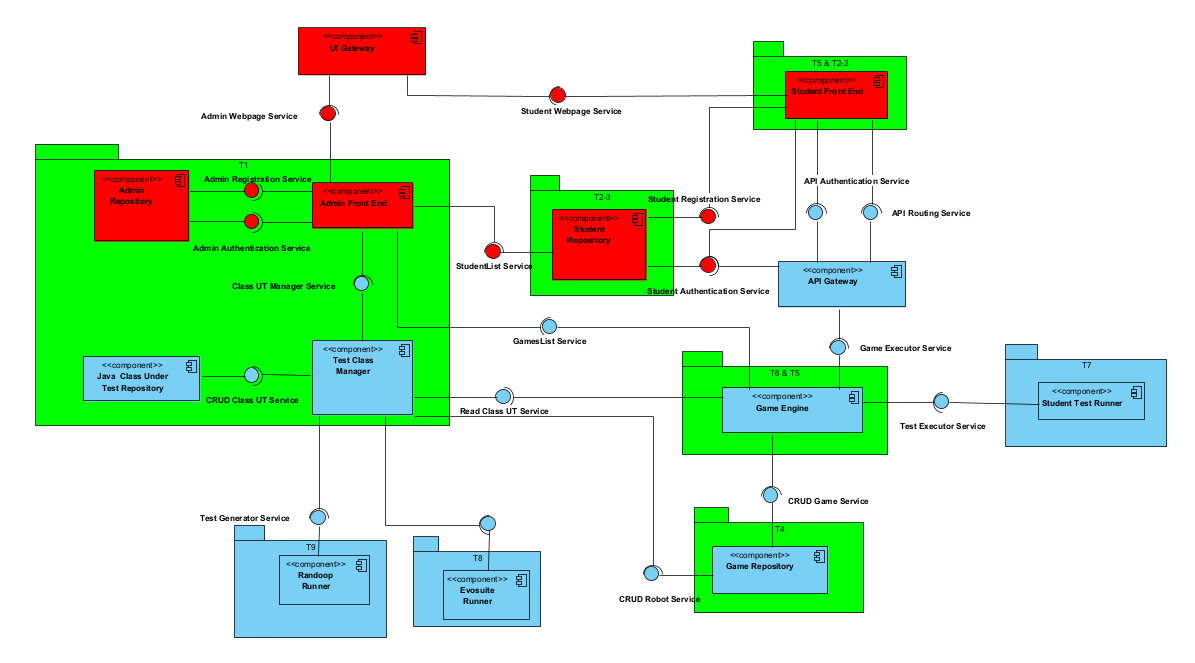 <<component>>
UI Gateway
T5 & T2-3
<<component>>
Student Front End
Student Webpage Service
Admin Webpage Service
T1
<<component>>
Admin
Repository
Admin Registration Service
<<component>>
Admin Front End
Admin Authentication Service
T2-3
<<component>>
Student
Repository
Student Registration Service
API Authentication Service
API Routing Service
StudentList Service
Student Authentication Service
<<component>>
API Gateway
Class UT Manager Service
GamesList Service
Game Executor Service
<<component>>
Java Class Under
Test Repository
CRUD Class UT Service
<<component>>
Test Class
Manager
Read Class UT Service
T6 & T5
<<component>>
Game Engine
Test Executor Service
T7
<<component>>
Student Test Runner
CRUD Game Service
Test Generator Service
T9
<<component>>
Randoop
Runner
T8
<<component>>
Evosuite
Runner
T4
<<component>>
Game Repository
CRUD Robot Service